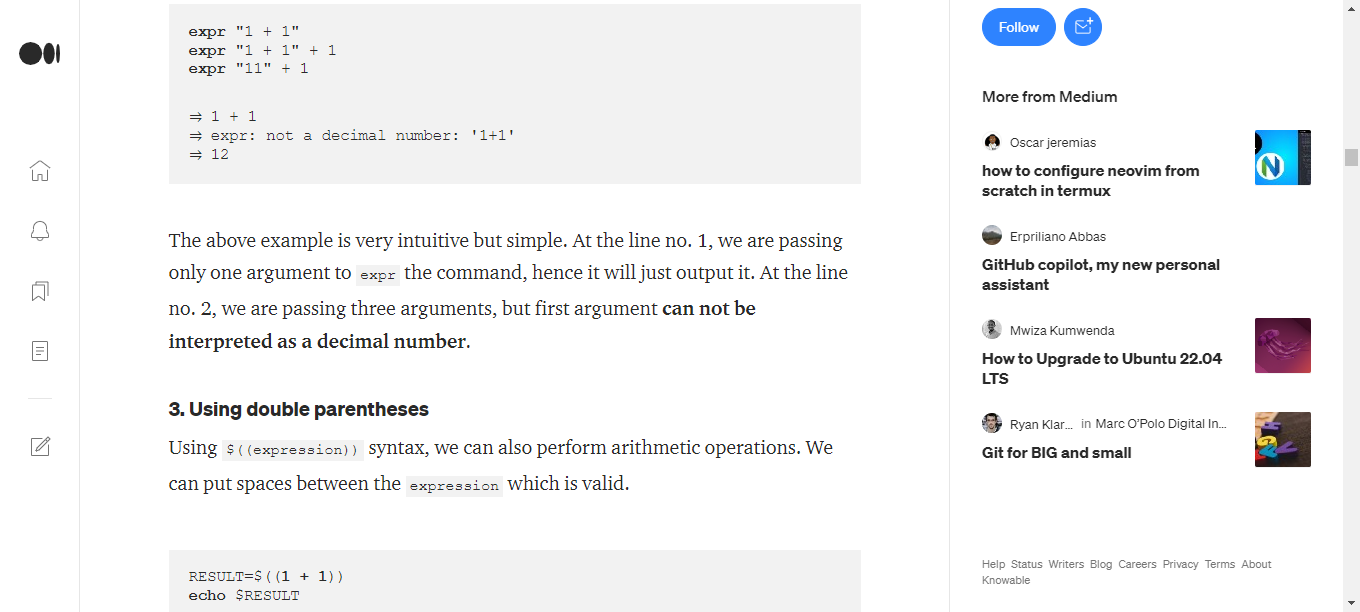 expr "1 + 1"
expr "1 + 1" + 1
expr "11" + 1
⇒ 1 + 1
⇒ expr: not a decimal number: '1+1'
⇒ 12
The above example is very intuitive but simple. At the line no. 1, we are passing
only one argument to expr the command, hence it will just output it. At the line
no. 2, we are passing three arguments, but first argument can not be
interpreted as a decimal number.
3. Using double parentheses
Using $((expression)) syntax, we can also perform arithmetic operations. We
can put spaces between the expression which is valid.
RESULT=$((1 + 1))
echo $RESULT
Follow
More from Medium
Oscar jeremias
how to configure neovim from
scratch in termux
Erpriliano Abbas
GitHub copilot, my new personal
assistant
Mwiza Kumwenda
How to Upgrade to Ubuntu 22.04
LTS
Ryan Klar... in Marc O'Polo Digital In...
Git for BIG and small
Help Status Writers Blog Careers Privacy Terms About
Knowable